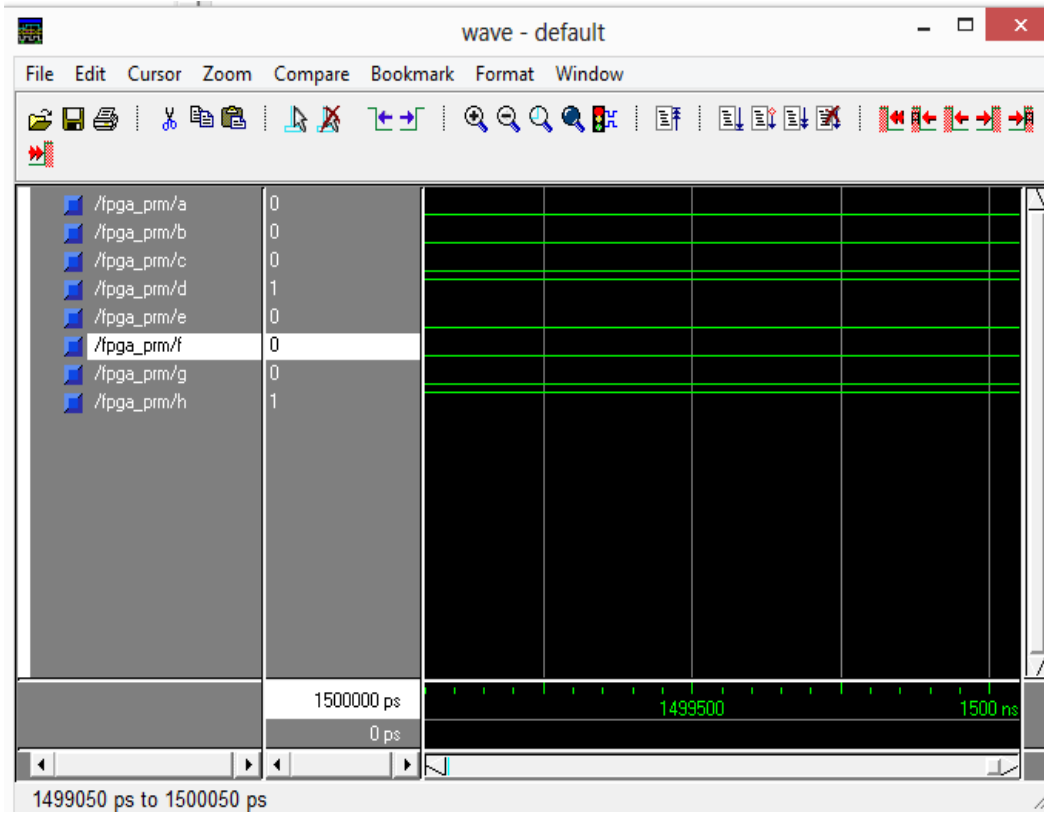 wave - default
File Edit Cursor Zoom Compare Bookmark Format Window
/fpga_prm/a 0
/fpga_prm/b 0
/fpga_prm/c 0
/fpga_prm/d 1
/fpga_prm/e 0
/fpga_prm/f 0
/fpga_prm/g 0
/fpga_prm/h 1
1500000 ps 1499500 1500 ns
0 ps
1499050 ps to 1500050 ps